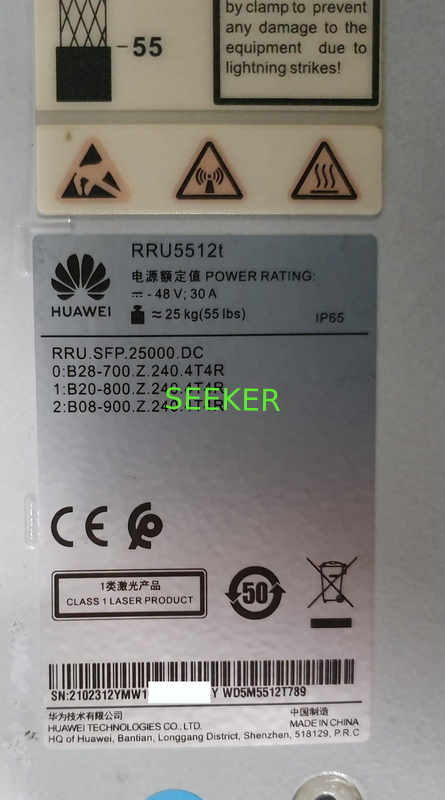 by clamp to prevent
any damage to the
equipment due to
lightning strikes!
-55
RRU5512t
电源额定值 POWER RATING:
⎓ - 48 V; 30 A
≈ 25 kg(55 lbs)
IP65
HUAWEI
RRU.SFP.25000.DC
0:B28-700.Z.240.4T4R
1:B20-800.Z.240.4T4R
2:B08-900.Z.240.4T4R
SEEKER
CE
1类激光产品
CLASS 1 LASER PRODUCT
50
SN:2102312YMW1 Y WD5M5512T789
华为技术有限公司
中国制造
HUAWEI TECHNOLOGIES CO., LTD.
MADE IN CHINA
HQ of Huawei, Bantian, Longgang District, Shenzhen, 518129, P.R.C